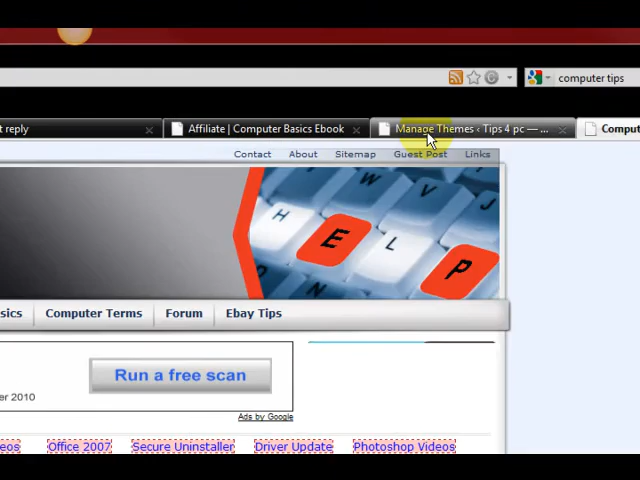 computer tips
t reply
Affiliate | Computer Basics Ebook
Manage Themes ‹ Tips 4 pc — ...
Comput
Contact
About
Sitemap
Guest Post
Links
W V J
H E L P
N
sics
Computer Terms
Forum
Ebay Tips
Run a free scan
er 2010
Ads by Google
eos
Office 2007
Secure Uninstaller
Driver Update
Photoshop Videos